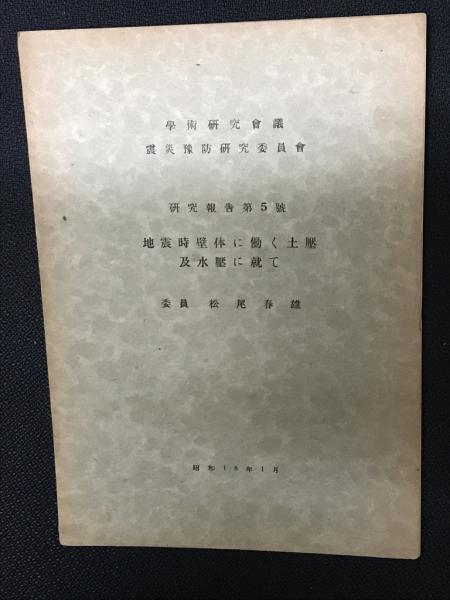 學術研究會議
震災豫防研究委員會
研究報告第5號
地震時壁体に働く土壓
及水壓に就て
委員 松尾春雄
昭和18年1月